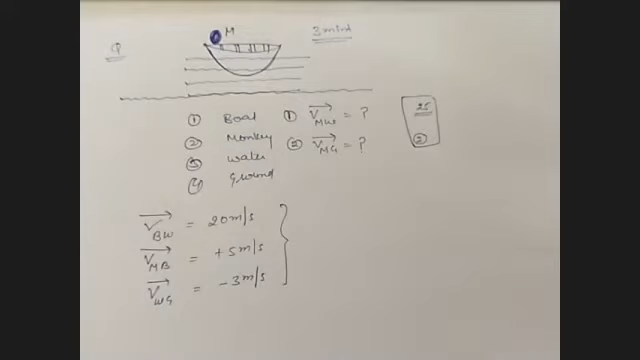 Q
M
3 mint
① Boat
② Monkey
③ water
④ Ground
① V_MW = ?
② V_MG = ?
25
②
V_BW = 20 m/s
V_MB = +5 m/s
V_WG = -3 m/s